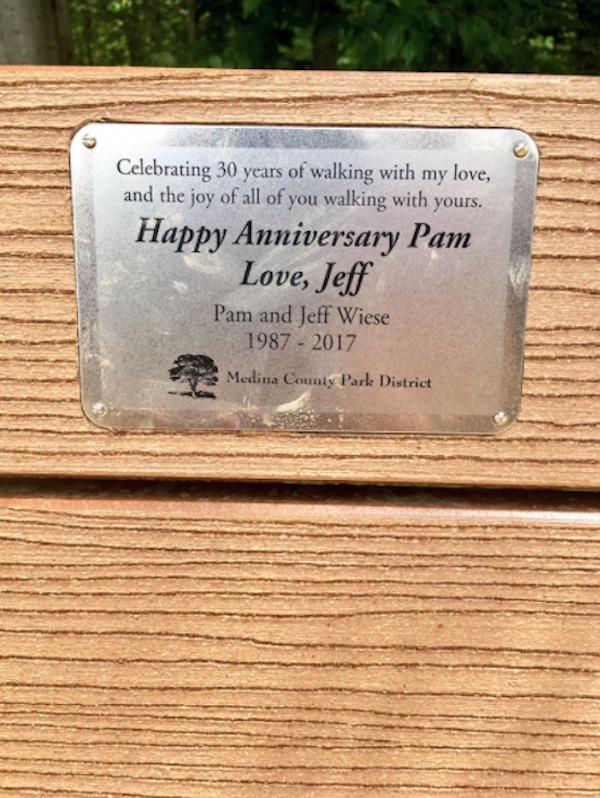 Celebrating 30 years of walking with my love,
and the joy of all of you walking with yours.
Happy Anniversary Pam
Love, Jeff
Pam and Jeff Wiese
1987 - 2017
Medina County Park District